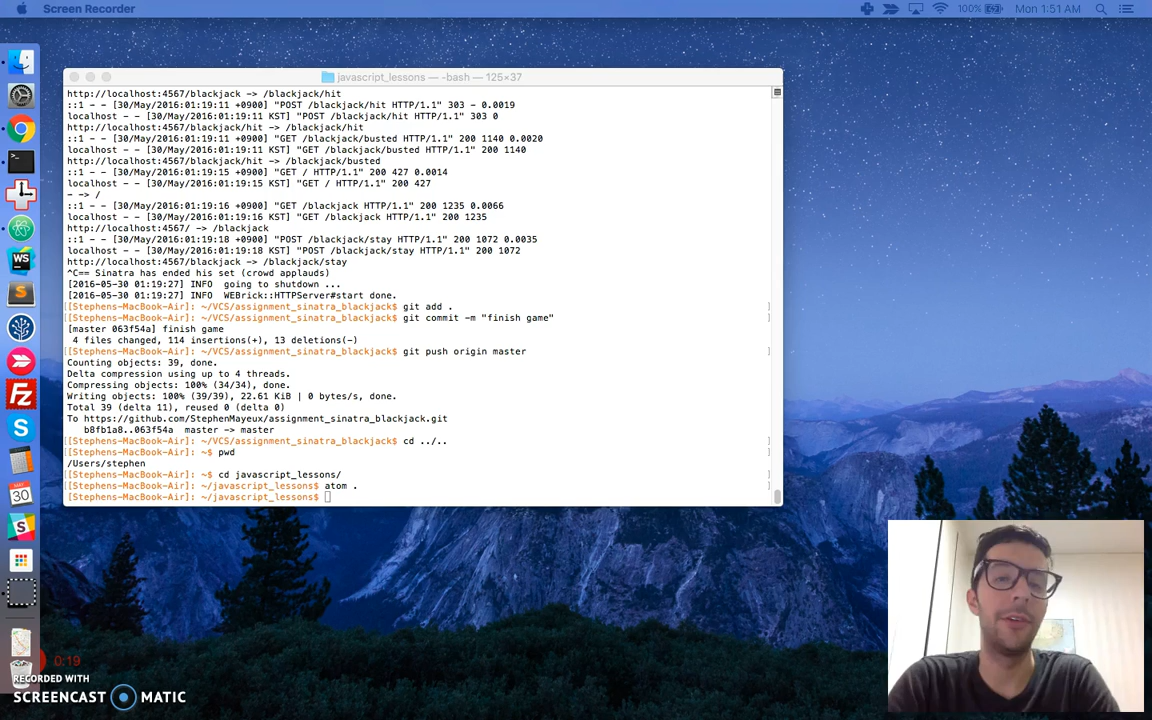 Screen Recorder
100%
Mon 1:51 AM
javascript_lessons — -bash — 125×37
http://localhost:4567/blackjack -> /blackjack/hit
::1 - - [30/May/2016:01:19:11 +0900] "POST /blackjack/hit HTTP/1.1" 303 - 0.0019
localhost - - [30/May/2016:01:19:11 KST] "POST /blackjack/hit HTTP/1.1" 303 0
http://localhost:4567/blackjack/hit -> /blackjack/hit
::1 - - [30/May/2016:01:19:11 +0900] "GET /blackjack/busted HTTP/1.1" 200 1140 0.0020
localhost - - [30/May/2016:01:19:11 KST] "GET /blackjack/busted HTTP/1.1" 200 1140
http://localhost:4567/blackjack/hit -> /blackjack/busted
::1 - - [30/May/2016:01:19:15 +0900] "GET / HTTP/1.1" 200 427 0.0014
localhost - - [30/May/2016:01:19:15 KST] "GET / HTTP/1.1" 200 427
- -> /
::1 - - [30/May/2016:01:19:16 +0900] "GET /blackjack HTTP/1.1" 200 1235 0.0066
localhost - - [30/May/2016:01:19:16 KST] "GET /blackjack HTTP/1.1" 200 1235
http://localhost:4567/ -> /blackjack
::1 - - [30/May/2016:01:19:18 +0900] "POST /blackjack/stay HTTP/1.1" 200 1072 0.0035
localhost - - [30/May/2016:01:19:18 KST] "POST /blackjack/stay HTTP/1.1" 200 1072
http://localhost:4567/blackjack -> /blackjack/stay
^C== Sinatra has ended his set (crowd applauds)
[2016-05-30 01:19:27] INFO  going to shutdown ...
[2016-05-30 01:19:27] INFO  WEBrick::HTTPServer#start done.
[[Stephens-MacBook-Air]: ~/VCS/assignment_sinatra_blackjack$ git add . ]
[[Stephens-MacBook-Air]: ~/VCS/assignment_sinatra_blackjack$ git commit -m "finish game" ]
[master 063f54a] finish game
4 files changed, 114 insertions(+), 13 deletions(-)
[[Stephens-MacBook-Air]: ~/VCS/assignment_sinatra_blackjack$ git push origin master ]
Counting objects: 39, done.
Delta compression using up to 4 threads.
Compressing objects: 100% (34/34), done.
Writing objects: 100% (39/39), 22.61 KiB | 0 bytes/s, done.
Total 39 (delta 11), reused 0 (delta 0)
To https://github.com/StephenMayeux/assignment_sinatra_blackjack.git
b8fb1a8..063f54a  master -> master
[[Stephens-MacBook-Air]: ~/VCS/assignment_sinatra_blackjack$ cd ../.. ]
[[Stephens-MacBook-Air]: ~$ pwd ]
/Users/stephen
[[Stephens-MacBook-Air]: ~$ cd javascript_lessons/ ]
[[Stephens-MacBook-Air]: ~/javascript_lessons$ atom . ]
[Stephens-MacBook-Air]: ~/javascript_lessons$
WS
S
Fz
S
MAY
30
S
0:19
RECORDED WITH
SCREENCAST MATIC